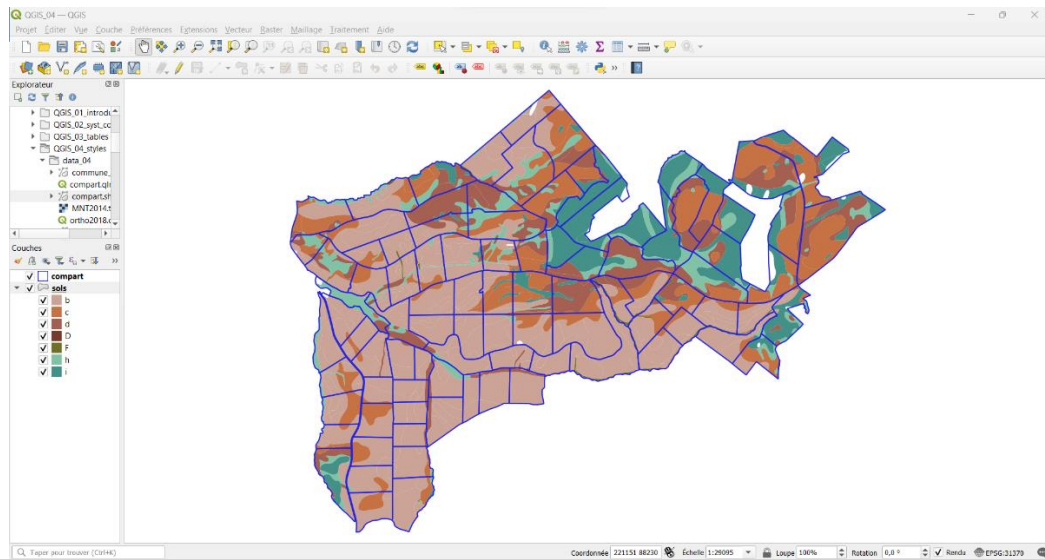 QGIS_04 — QGIS
Projet Éditer Vue Couche Préférences Extensions Vecteur Raster Maillage Traitement Aide
Explorateur
QGIS_01_introdu
QGIS_02_syst_cc
QGIS_03_tables
QGIS_04_styles
data_04
commune_
compart.qlr
compart.sh
MNT2014.t
ortho2018.c
Couches
compart
sols
b
c
d
D
F
h
i
Taper pour trouver (Ctrl+K)
Coordonnée 221151 88230 Échelle 1:29095 Loupe 100% Rotation 0,0 ° Rendu EPSG:31370